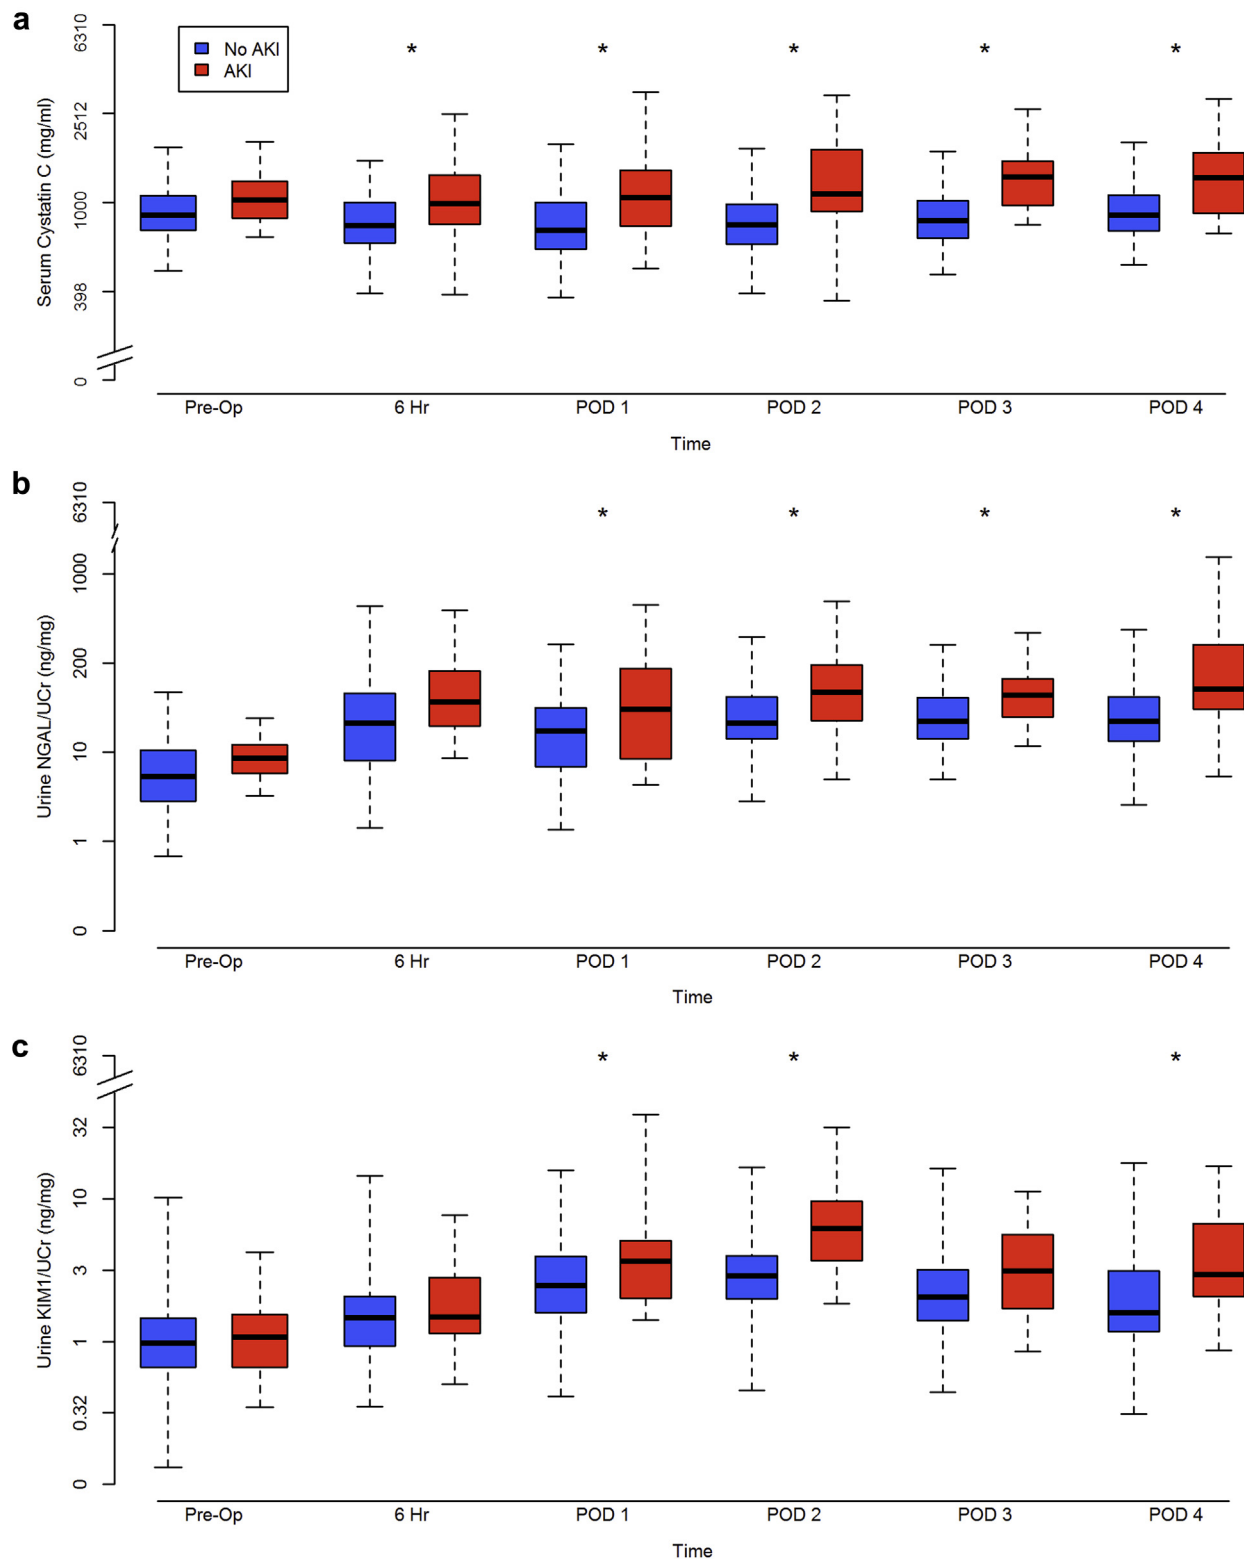 a
No AKI
AKI
* * * * *
Serum Cystatin C (mg/ml)
6310
2512
1000
398
0
Pre-Op 6 Hr POD 1 POD 2 POD 3 POD 4
Time
b
* * * *
Urine NGAL/UCr (ng/mg)
6310
1000
200
10
1
0
Pre-Op 6 Hr POD 1 POD 2 POD 3 POD 4
Time
c
* * *
Urine KIM1/UCr (ng/mg)
6310
32
10
3
1
0.32
0
Pre-Op 6 Hr POD 1 POD 2 POD 3 POD 4
Time